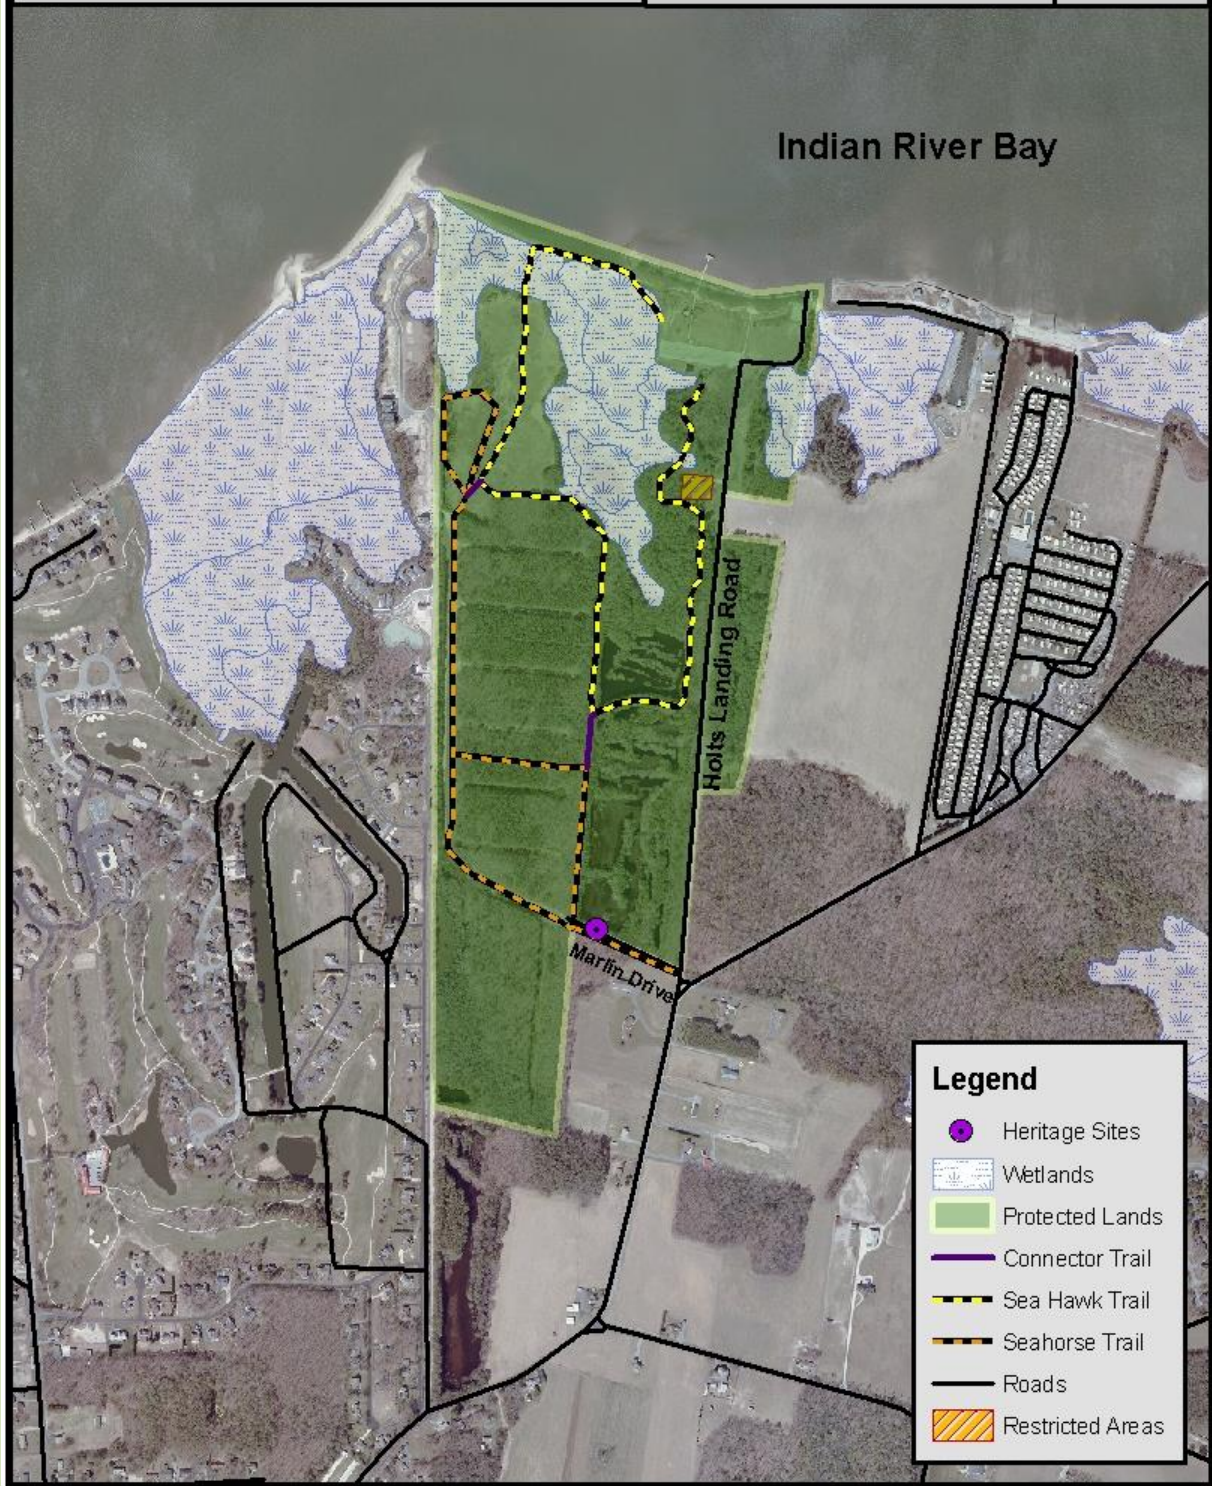 Indian River Bay
Holts Landing Road
Marlin Drive
Legend
Heritage Sites
Wetlands
Protected Lands
Connector Trail
Sea Hawk Trail
Seahorse Trail
Roads
Restricted Areas